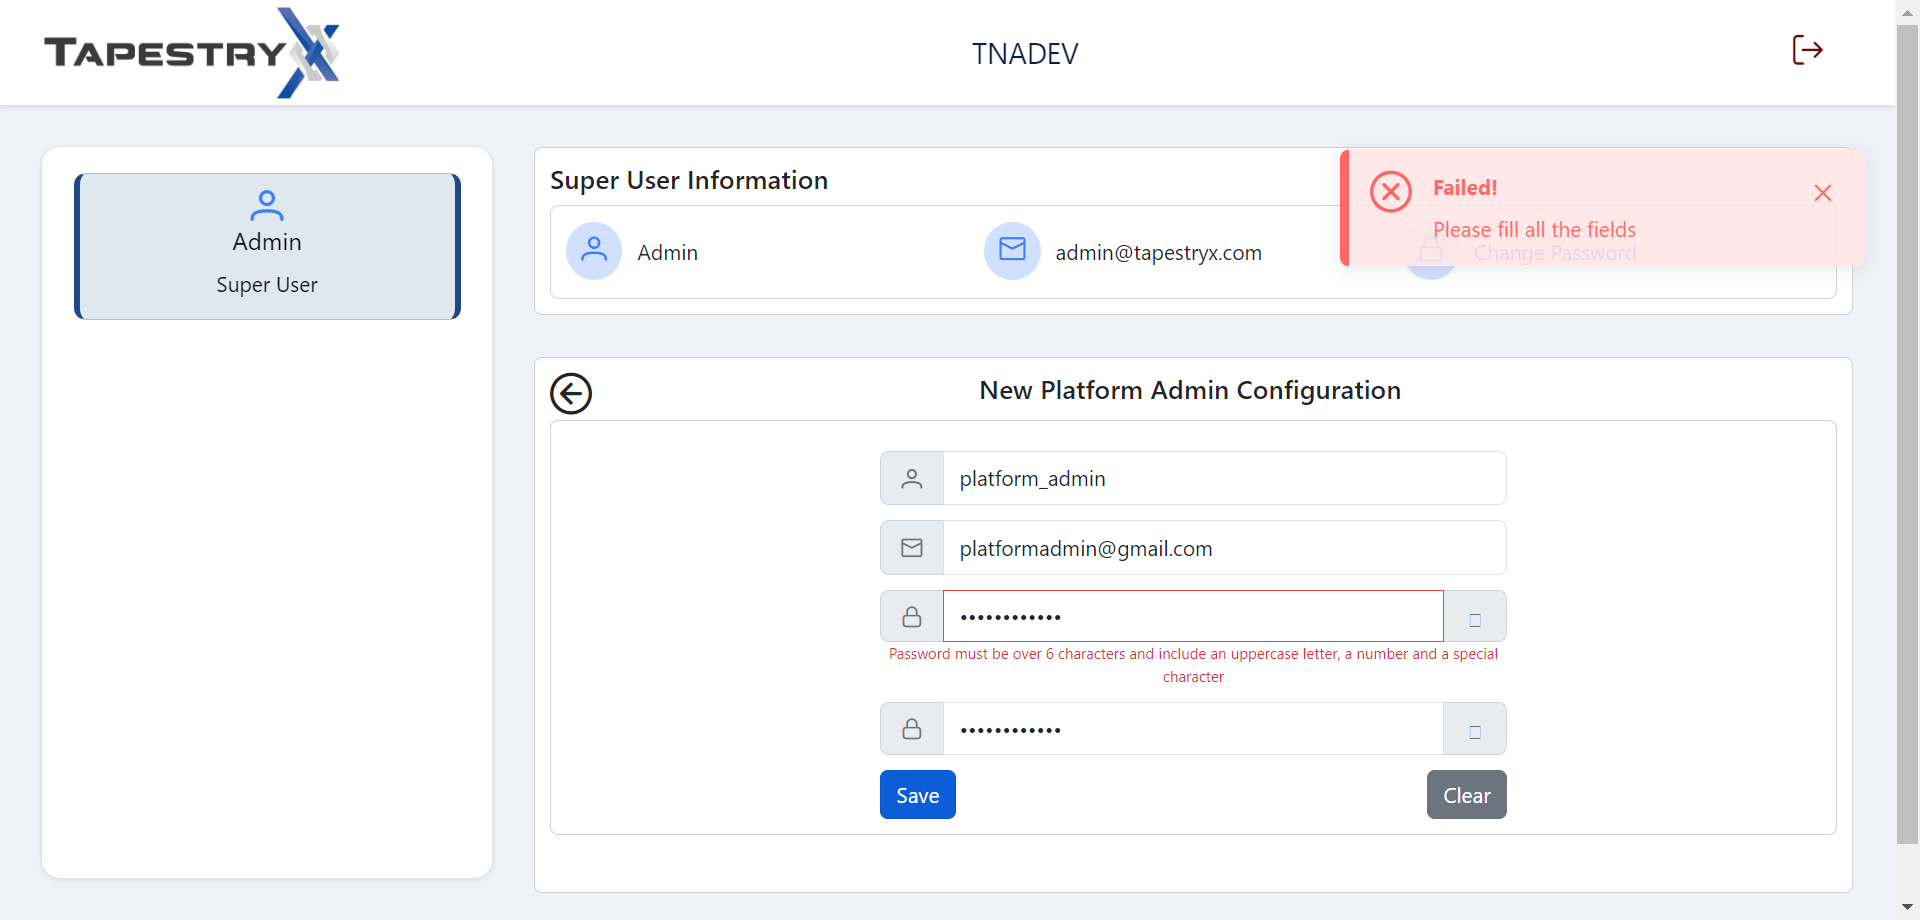 TAPESTRYX
TNADEV
Admin
Super User
Super User Information
Admin
admin@tapestryx.com
Change Password
Failed!
Please fill all the fields
New Platform Admin Configuration
platform_admin
platformadmin@gmail.com
••••••••••••
Password must be over 6 characters and include an uppercase letter, a number and a special
character
••••••••••••
Save
Clear